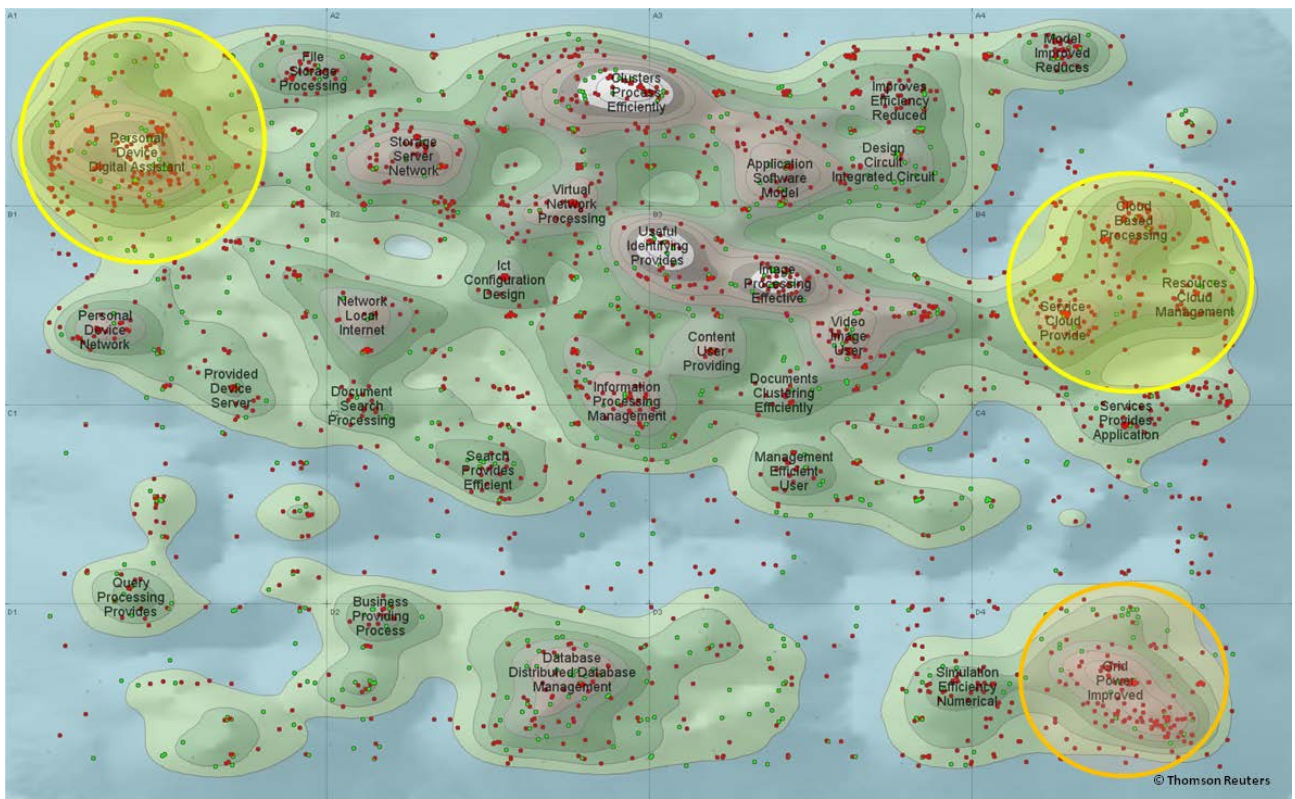 A1
A2
A3
A4
File
Storage
Processing
Clusters
Process
Efficiently
Model
Improved
Reduces
Improves
Efficiency
Reduced
Personal
Device
Digital Assistant
Storage
Server
Network
Application
Software
Model
Design
Circuit
Integrated Circuit
Virtual
Network
Processing
B1
B2
B3
B4
Cloud
Based
Processing
Useful
Identifying
Provides
Ict
Configuration
Design
Image
Processing
Effective
Resources
Cloud
Management
Service
Cloud
Provide
Personal
Device
Network
Network
Local
Internet
Video
Image
User
Content
User
Providing
Provided
Device
Server
Document
Search
Processing
Information
Processing
Management
Documents
Clustering
Efficiently
C1
C4
Services
Provides
Application
Search
Provides
Efficient
Management
Efficient
User
Query
Processing
Provides
Business
Providing
Process
D1
D2
D3
D4
Database
Distributed Database
Management
Simulation
Efficiency
Numerical
Grid
Power
Improved
© Thomson Reuters